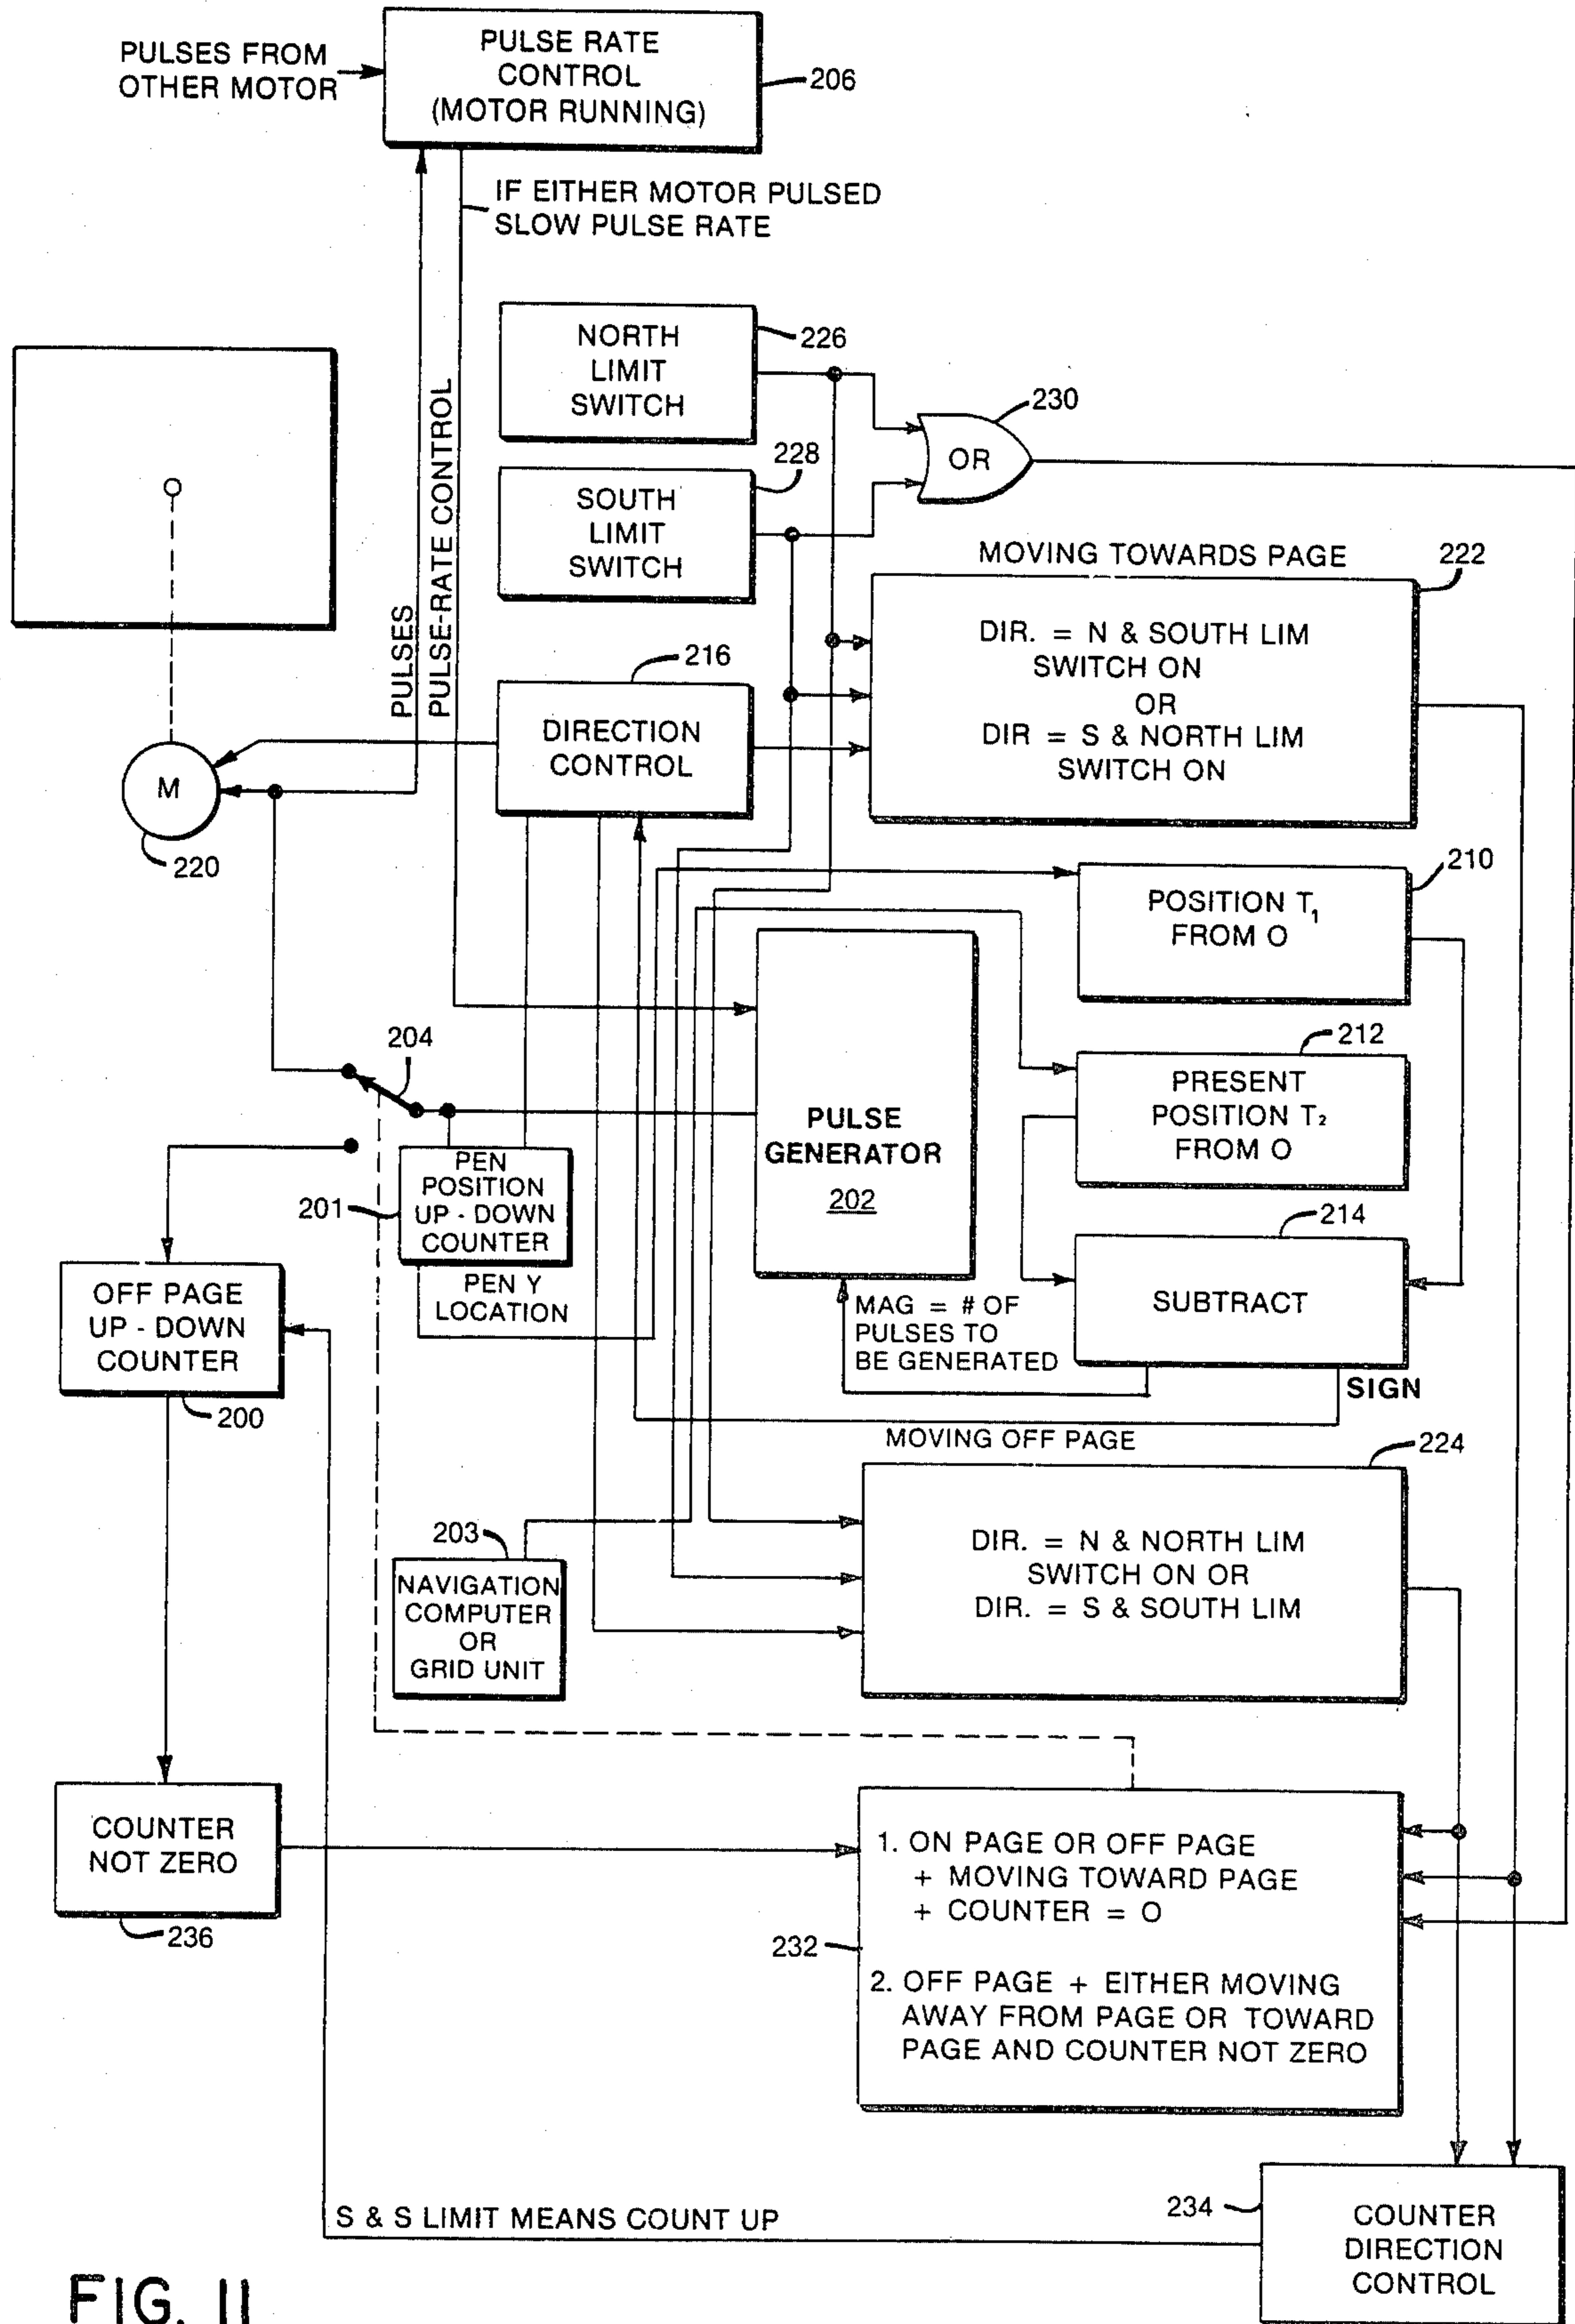 PULSES FROM
OTHER MOTOR
PULSE RATE
CONTROL
(MOTOR RUNNING)
206
IF EITHER MOTOR PULSED
SLOW PULSE RATE
PULSES
PULSE-RATE CONTROL
NORTH
LIMIT
SWITCH
226
SOUTH
LIMIT
SWITCH
228
OR
230
MOVING TOWARDS PAGE
222
DIR. = N & SOUTH LIM
SWITCH ON
OR
DIR = S & NORTH LIM
SWITCH ON
216
DIRECTION
CONTROL
M
220
210
POSITION T1
FROM O
212
PRESENT
POSITION T2
FROM O
204
PULSE
GENERATOR
202
PEN
POSITION
UP - DOWN
COUNTER
201
PEN Y
LOCATION
214
SUBTRACT
MAG = # OF
PULSES TO
BE GENERATED
SIGN
OFF PAGE
UP - DOWN
COUNTER
200
MOVING OFF PAGE
224
DIR. = N & NORTH LIM
SWITCH ON OR
DIR. = S & SOUTH LIM
203
NAVIGATION
COMPUTER
OR
GRID UNIT
COUNTER
NOT ZERO
236
1. ON PAGE OR OFF PAGE
+ MOVING TOWARD PAGE
+ COUNTER = O
232
2. OFF PAGE + EITHER MOVING
AWAY FROM PAGE OR TOWARD
PAGE AND COUNTER NOT ZERO
S & S LIMIT MEANS COUNT UP
234
COUNTER
DIRECTION
CONTROL
FIG. 11